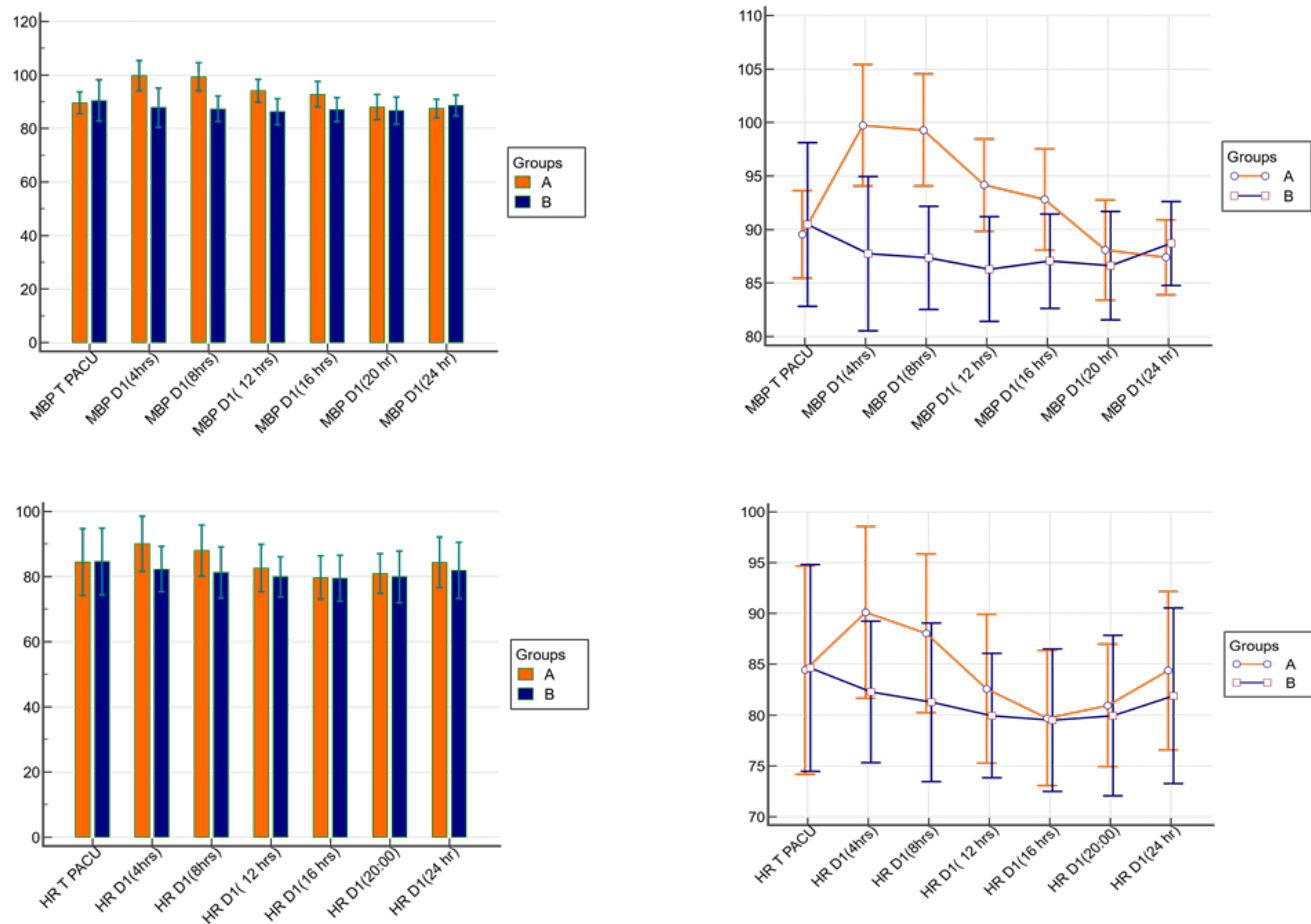 120
100
80
60
40
20
0
MBP T PACU
MBP D1(4hrs)
MBP D1(8hrs)
MBP D1( 12 hrs)
MBP D1(16 hrs)
MBP D1(20 hr)
MBP D1(24 hr)
Groups
A
B
110
105
100
95
90
85
80
MBP T PACU
MBP D1(4hrs)
MBP D1(8hrs)
MBP D1( 12 hrs)
MBP D1(16 hrs)
MBP D1(20 hr)
MBP D1(24 hr)
Groups
A
B
100
80
60
40
20
0
HR T PACU
HR D1(4hrs)
HR D1(8hrs)
HR D1( 12 hrs)
HR D1(16 hrs)
HR D1(20:00)
HR D1(24 hr)
Groups
A
B
100
95
90
85
80
75
70
HR T PACU
HR D1(4hrs)
HR D1(8hrs)
HR D1( 12 hrs)
HR D1(16 hrs)
HR D1(20:00)
HR D1(24 hr)
Groups
A
B